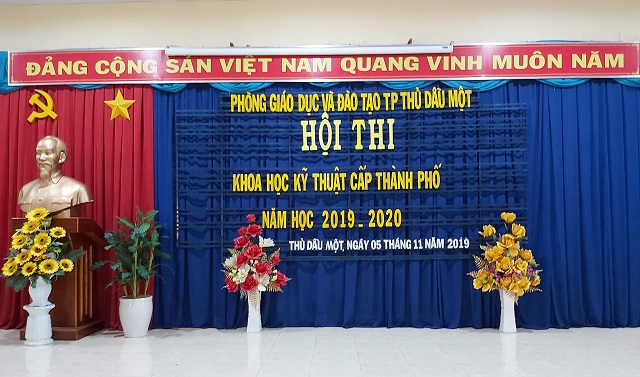 ĐẢNG CỘNG SẢN VIỆT NAM QUANG VINH MUÔN NĂM
PHÒNG GIÁO DỤC VÀ ĐÀO TẠO TP THỦ DẦU MỘT
HỘI THI
KHOA HỌC KỸ THUẬT CẤP THÀNH PHỐ
NĂM HỌC 2019 - 2020
THỦ DẦU MỘT, NGÀY 05 THÁNG 11 NĂM 2019